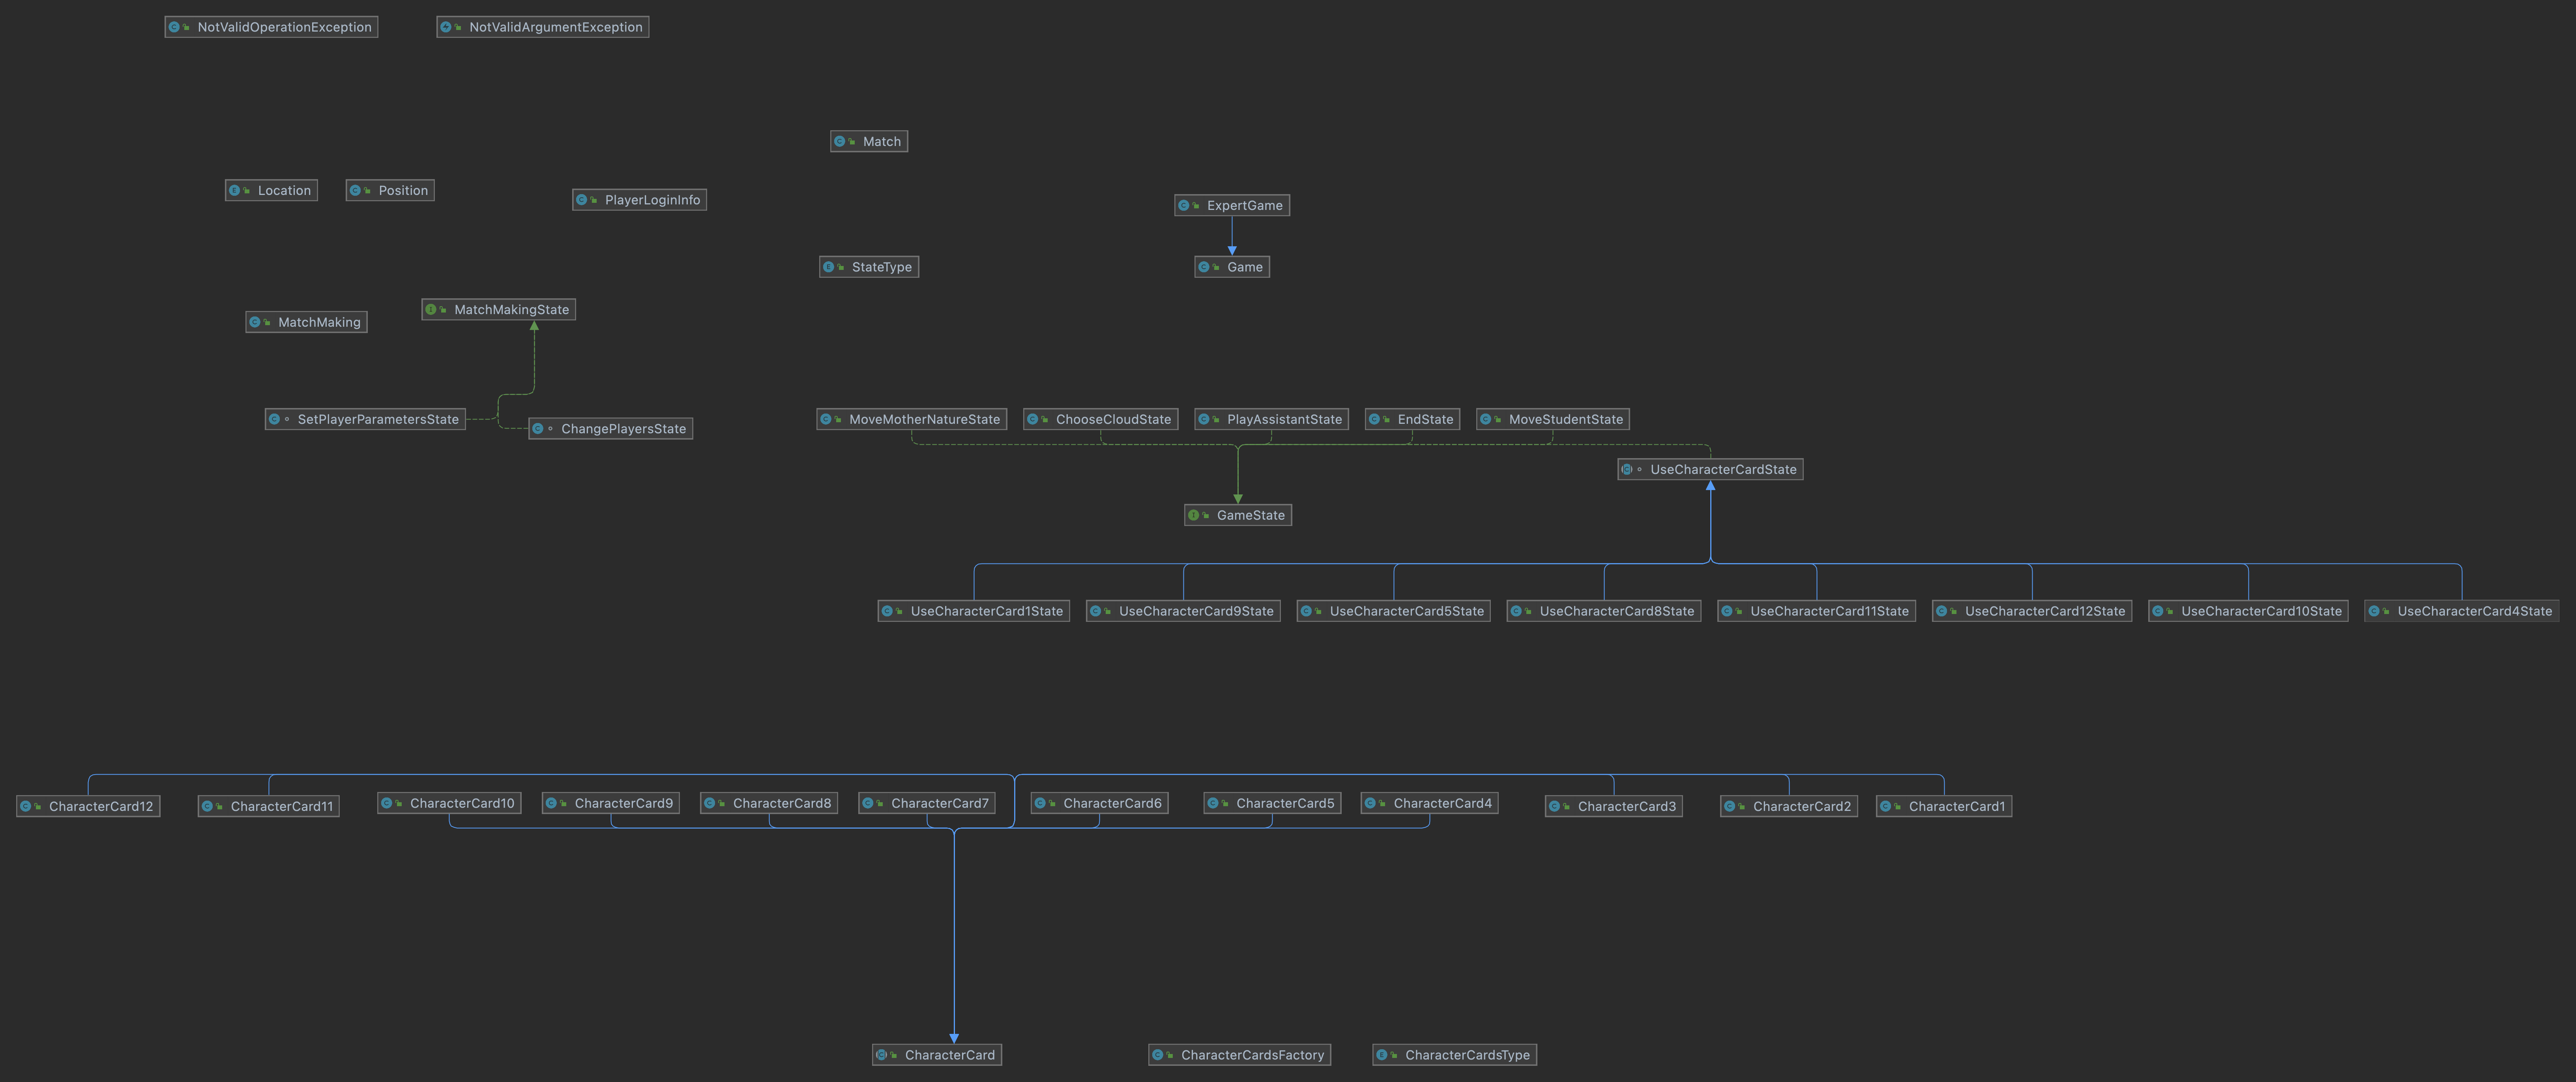 NotValidOperationException
NotValidArgumentException
Match
Location
Position
PlayerLoginInfo
ExpertGame
StateType
Game
MatchMakingState
MatchMaking
SetPlayerParametersState
ChangePlayersState
MoveMotherNatureState
ChooseCloudState
PlayAssistantState
EndState
MoveStudentState
UseCharacterCardState
GameState
UseCharacterCard1State
UseCharacterCard9State
UseCharacterCard5State
UseCharacterCard8State
UseCharacterCard11State
UseCharacterCard12State
UseCharacterCard10State
UseCharacterCard4State
CharacterCard12
CharacterCard11
CharacterCard10
CharacterCard9
CharacterCard8
CharacterCard7
CharacterCard6
CharacterCard5
CharacterCard4
CharacterCard3
CharacterCard2
CharacterCard1
CharacterCard
CharacterCardsFactory
CharacterCardsType